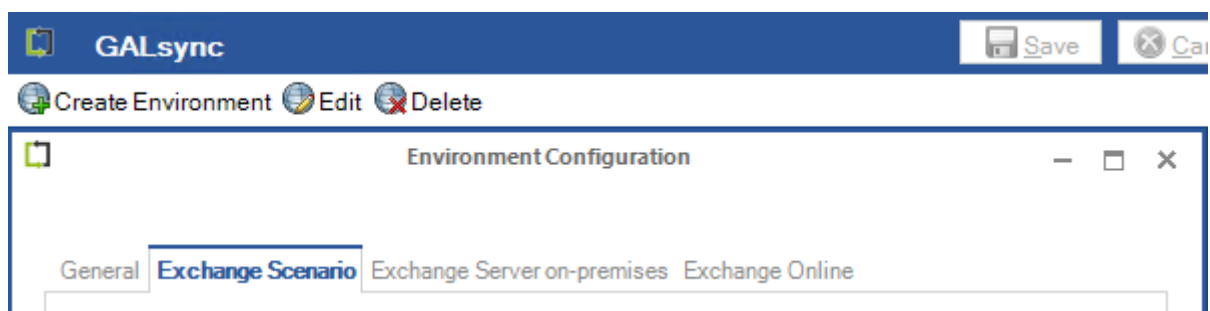 GALsync Save
Create Environment Edit Delete
Environment Configuration
General Exchange Scenario Exchange Server on-premises Exchange Online